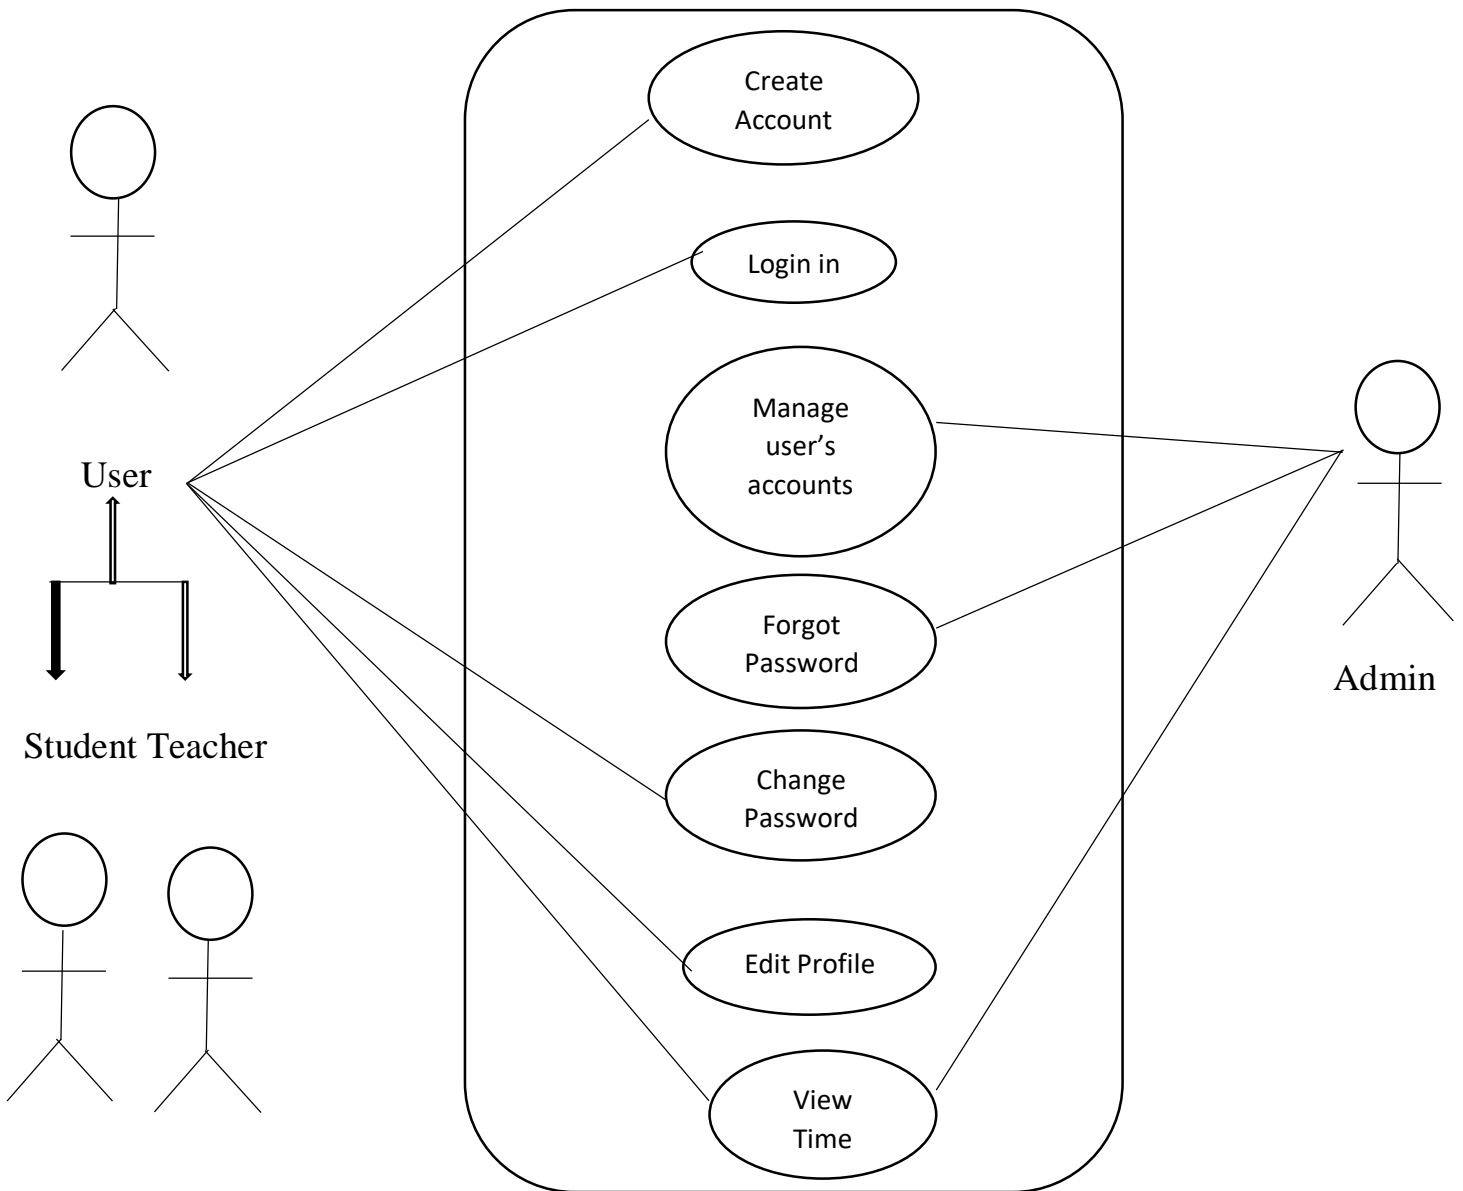 Create
Account
Login in
Manage
user’s
accounts
User
Forgot
Password
Admin
Student Teacher
Change
Password
Edit Profile
View
Time